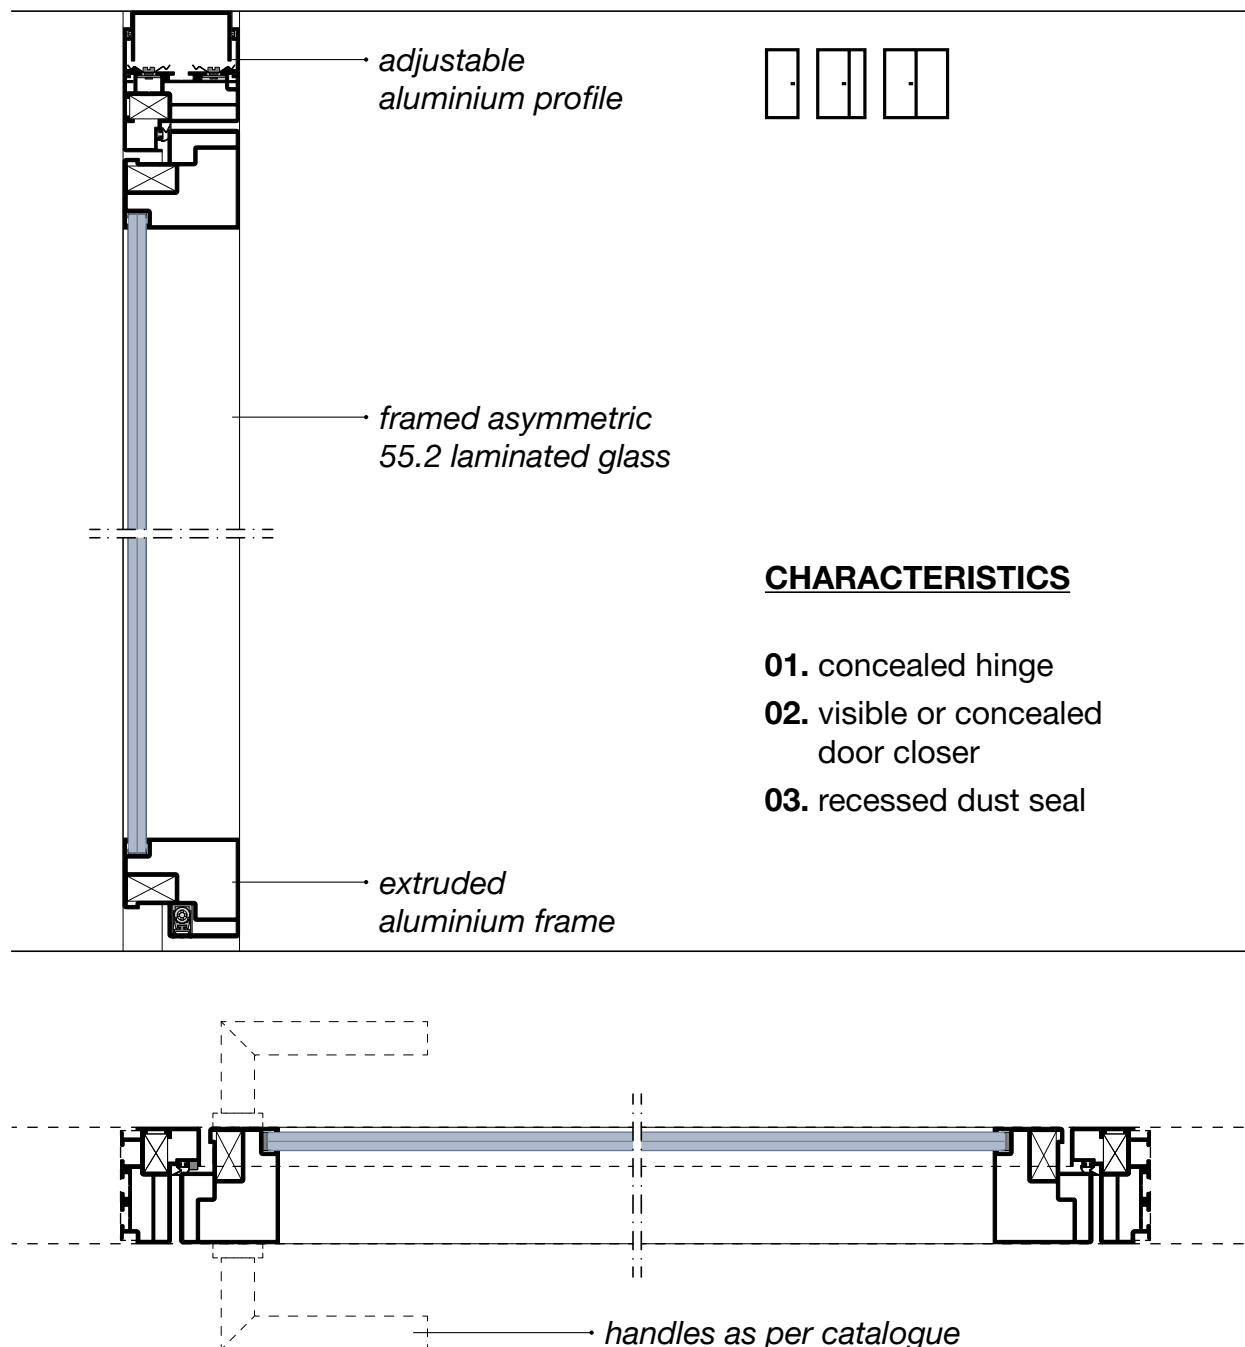 adjustable
aluminium profile
framed asymmetric
55.2 laminated glass
CHARACTERISTICS
01. concealed hinge
02. visible or concealed
door closer
03. recessed dust seal
extruded
aluminium frame
handles as per catalogue